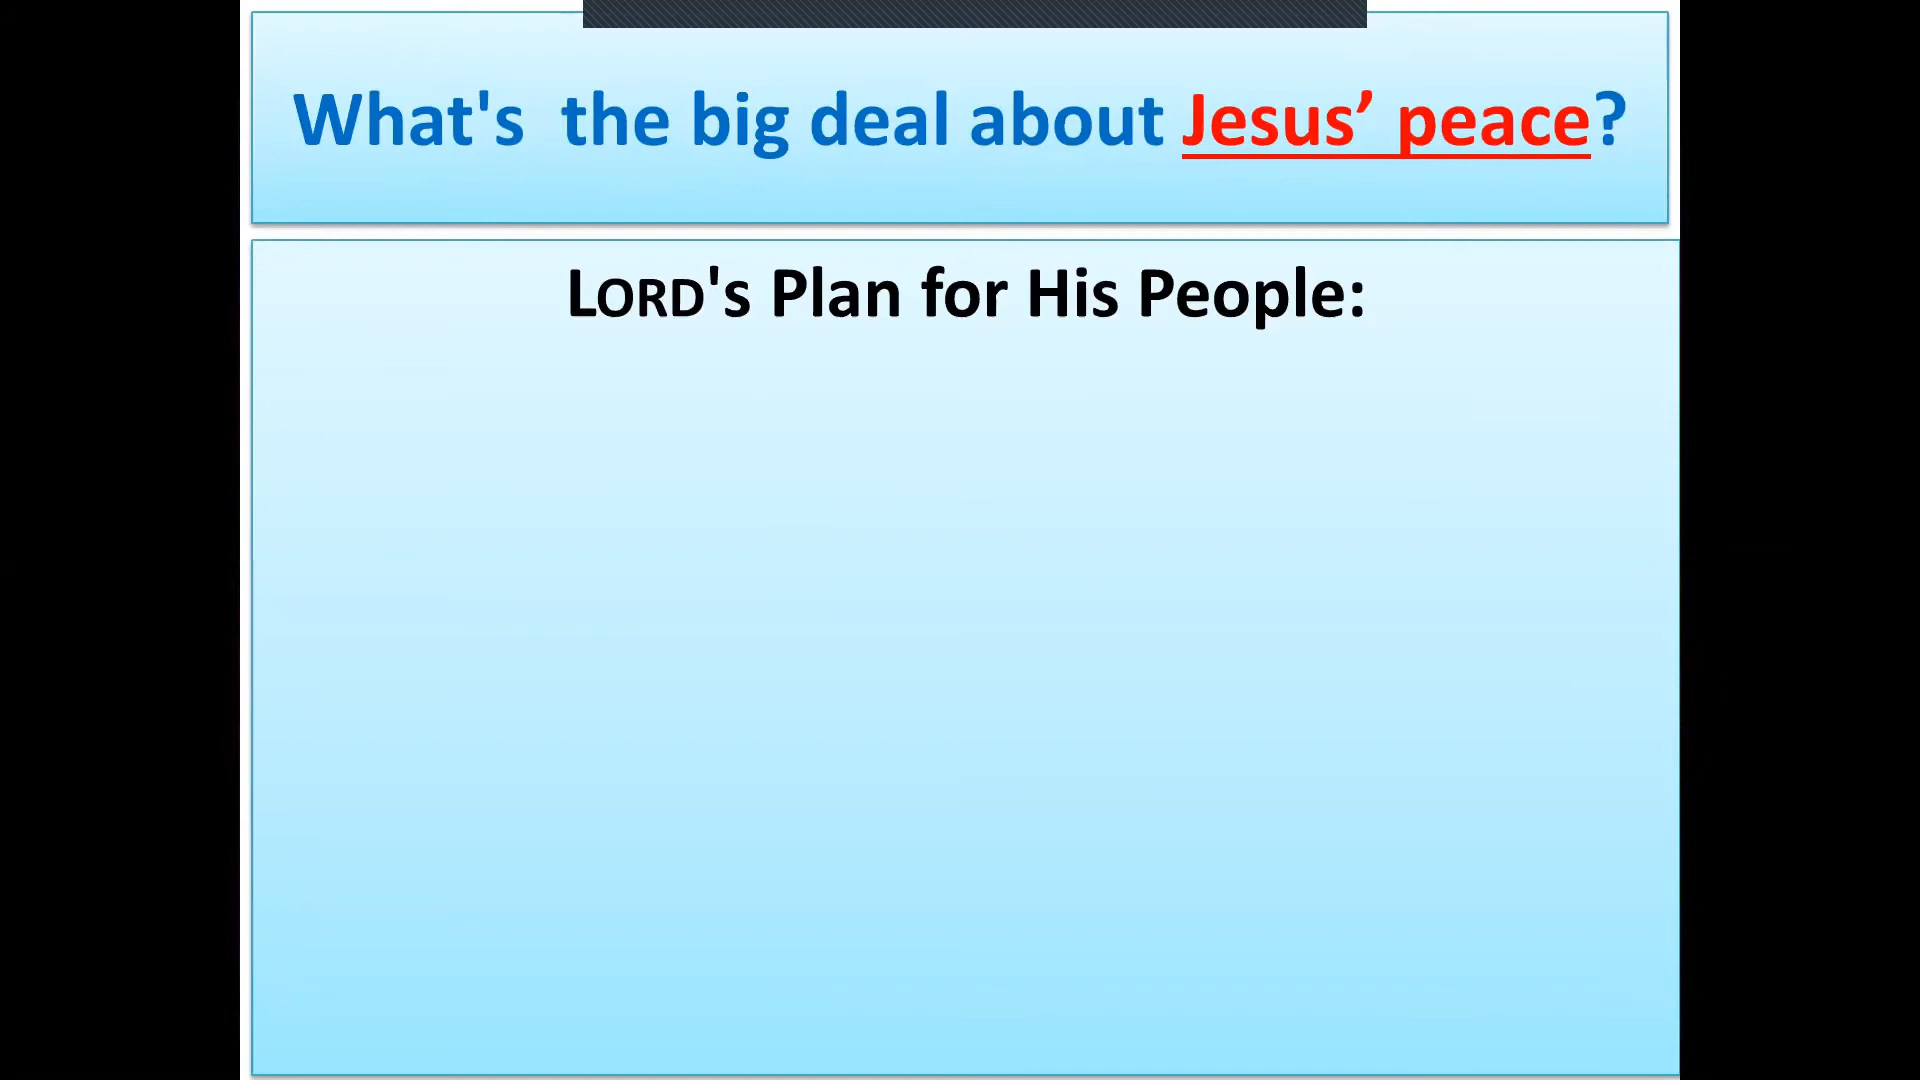 What's  the big deal about Jesus’ peace?
LORD's Plan for His People: